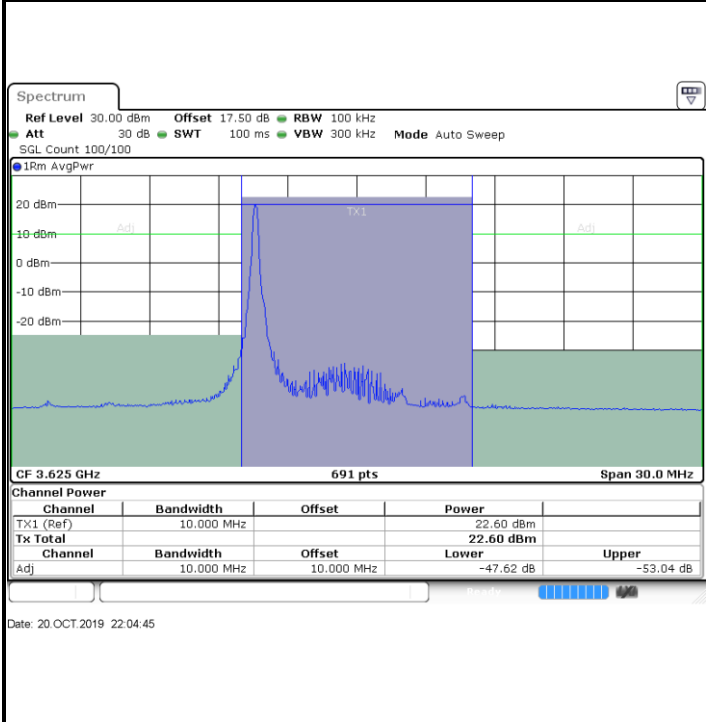 Spectrum
Ref Level 30.00 dBm Offset 17.50 dB RBW 100 kHz
Att 30 dB SWT 100 ms VBW 300 kHz Mode Auto Sweep
SGL Count 100/100
1Rm AvgPwr
20 dBm
TX1
Adj
Adj
10 dBm
0 dBm
-10 dBm
-20 dBm
CF 3.625 GHz 691 pts Span 30.0 MHz
Channel Power
Channel Bandwidth Offset Power
TX1 (Ref) 10.000 MHz 22.60 dBm
Tx Total 22.60 dBm
Channel Bandwidth Offset Lower Upper
Adj 10.000 MHz 10.000 MHz -47.62 dB -53.04 dB
Ready
Date: 20.OCT.2019 22:04:45